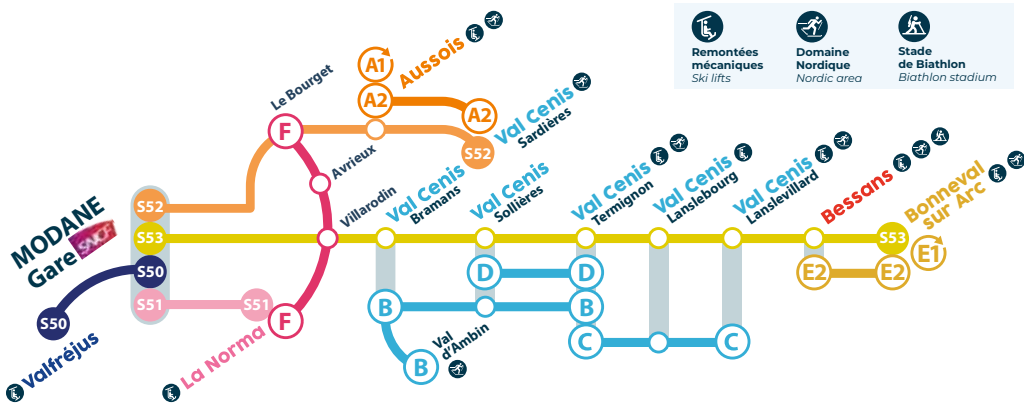 Remontées
mécaniques
Ski lifts
Domaine
Nordique
Nordic area
Stade
de Biathlon
Biathlon stadium
A1
Aussois
Le Bourget
A2
A2
F
Val Cenis
Sardières
S52
Avrieux
Villarodin
Val Cenis
Bramans
Val Cenis
Sollières
Val Cenis
Termignon
Val Cenis
Lanslebourg
Val Cenis
Lanslevillard
Bessans
Bonneval
sur Arc
MODANE
Gare
SNCF
S52
S53
S53
E1
S50
D
D
E2
E2
S51
S51
F
B
B
S50
C
C
Val
d'Ambin
B
La Norma
Valfréjus